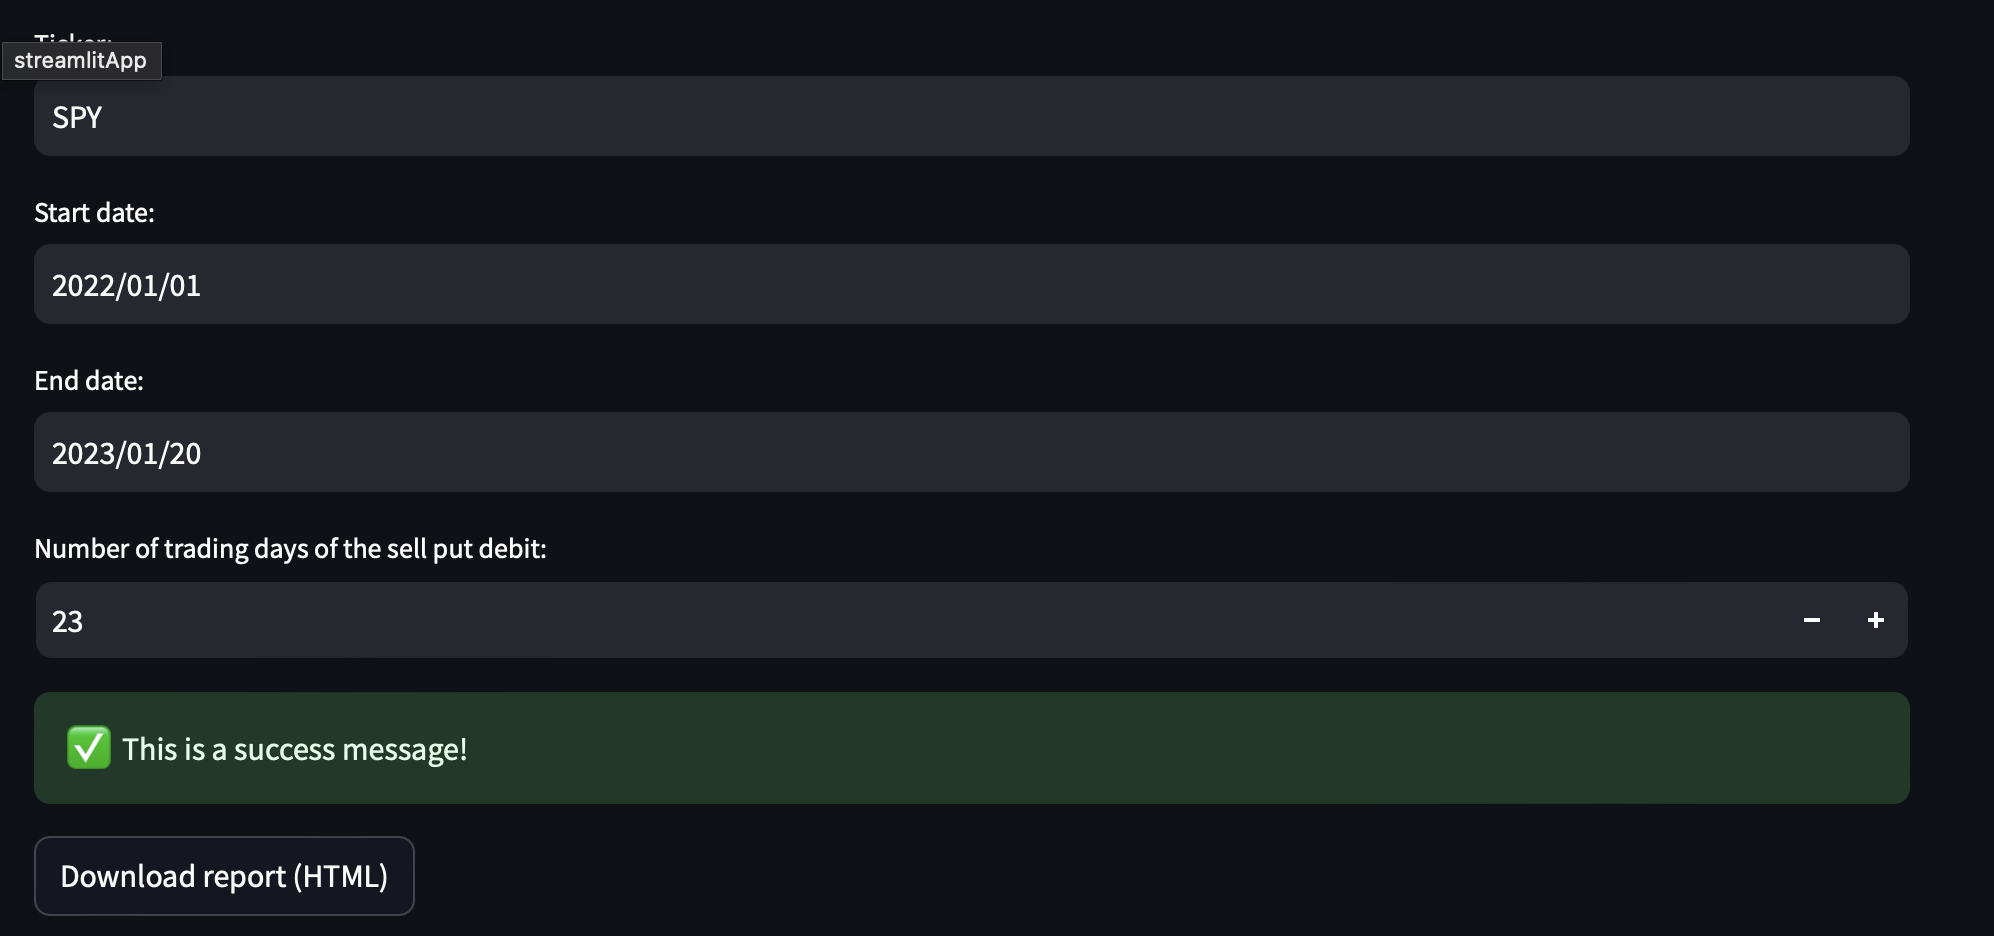 Ticker:
streamlitApp
SPY
Start date:
2022/01/01
End date:
2023/01/20
Number of trading days of the sell put debit:
23
✅ This is a success message!
Download report (HTML)